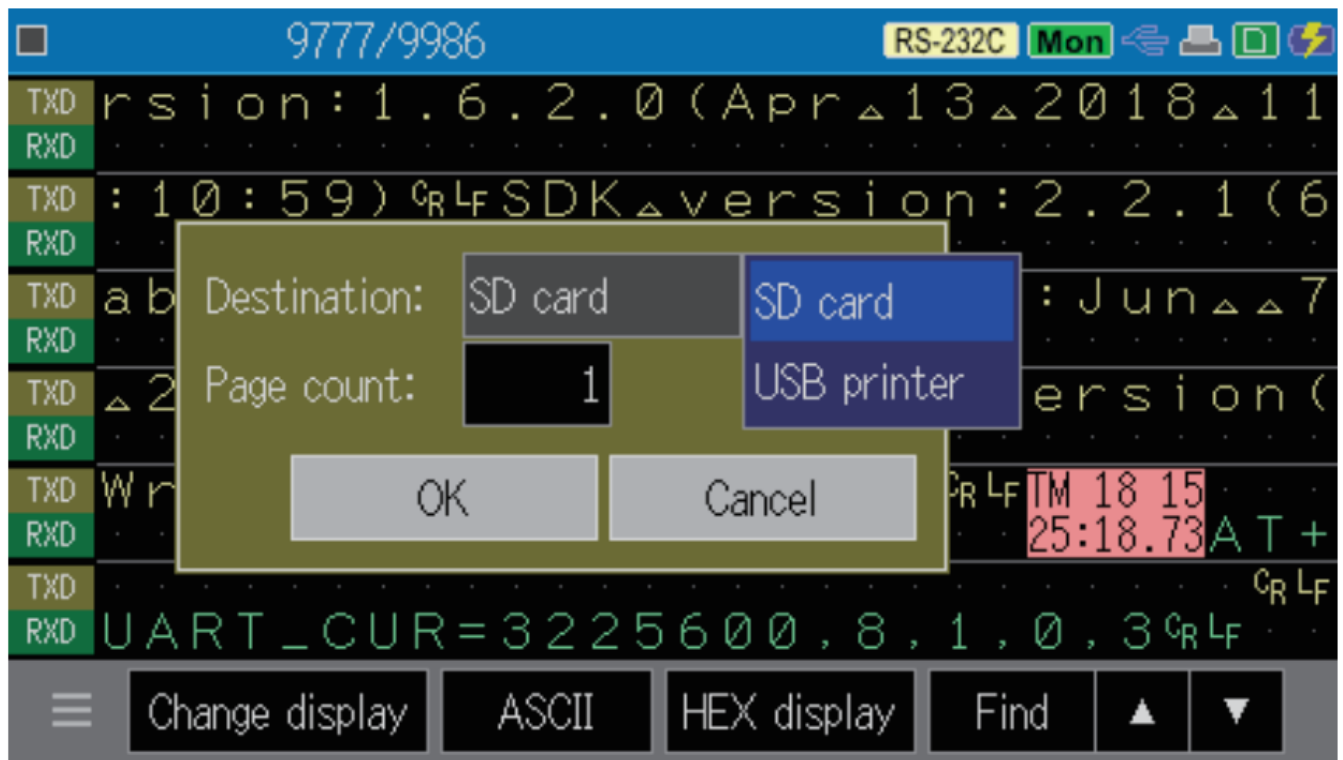 9777/9986 RS-232C Mon
TXD rsion:1.6.2.0(Apr▵13▵2018▵11
RXD
TXD :10:59)CRLFSDK▵version:2.2.1(6
RXD
TXD ab :Jun▵▵7
RXD
Destination: SD card
SD card
USB printer
Page count: 1
TXD ▵2 ersion(
RXD
OK Cancel
TXD Wr CRLF TM 18 15
RXD 25:18.73 AT+
TXD CRLF
RXD UART_CUR=3225600,8,1,0,3CRLF
Change display ASCII HEX display Find ▲ ▼